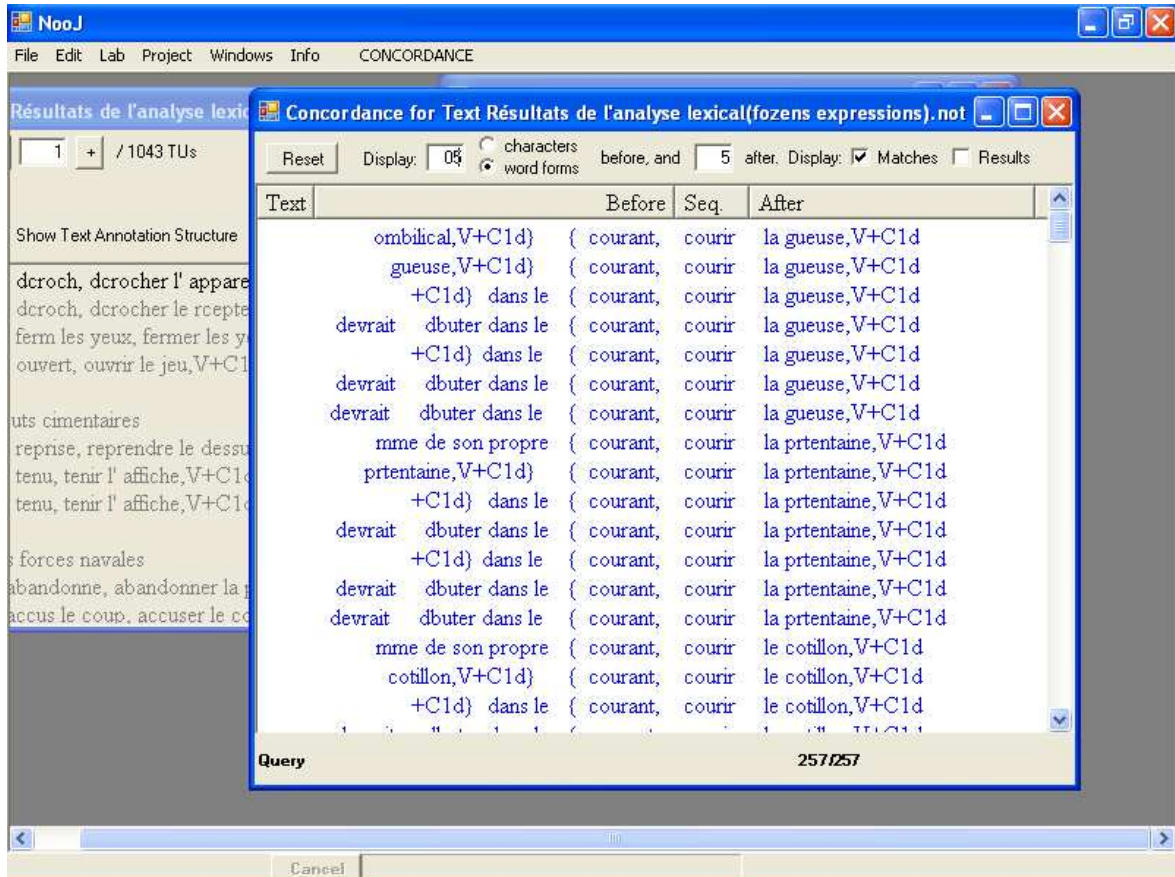 NooJ
File Edit Lab Project Windows Info CONCORDANCE
Résultats de l'analyse lexic
1 + / 1043 TUs
Show Text Annotation Structure
dcroch, dcrocher l' appare
dcroch, dcrocher le rcepte
ferm les yeux, fermer les y
ouvert, ouvrir le jeu,V+C1
uts cimentaires
reprise, reprendre le dessu
tenu, tenir l' affiche,V+C1d
tenu, tenir l' affiche,V+C1d
s forces navales
abandonne, abandonner la p
accus le coup, accuser le co
Concordance for Text Résultats de l'analyse lexical(fozens expressions).not
Reset Display: 05 characters word forms before, and 5 after. Display: Matches Results
Text Before Seq. After
ombilical,V+C1d} { courant, courir la gueuse,V+C1d
gueuse,V+C1d} { courant, courir la gueuse,V+C1d
+C1d} dans le { courant, courir la gueuse,V+C1d
devrait dbuter dans le { courant, courir la gueuse,V+C1d
+C1d} dans le { courant, courir la gueuse,V+C1d
devrait dbuter dans le { courant, courir la gueuse,V+C1d
devrait dbuter dans le { courant, courir la gueuse,V+C1d
mme de son propre { courant, courir la prtentaine,V+C1d
prtentaine,V+C1d} { courant, courir la prtentaine,V+C1d
+C1d} dans le { courant, courir la prtentaine,V+C1d
devrait dbuter dans le { courant, courir la prtentaine,V+C1d
+C1d} dans le { courant, courir la prtentaine,V+C1d
devrait dbuter dans le { courant, courir la prtentaine,V+C1d
devrait dbuter dans le { courant, courir la prtentaine,V+C1d
mme de son propre { courant, courir le cotillon,V+C1d
cotillon,V+C1d} { courant, courir le cotillon,V+C1d
+C1d} dans le { courant, courir le cotillon,V+C1d
Query 257/257
Cancel